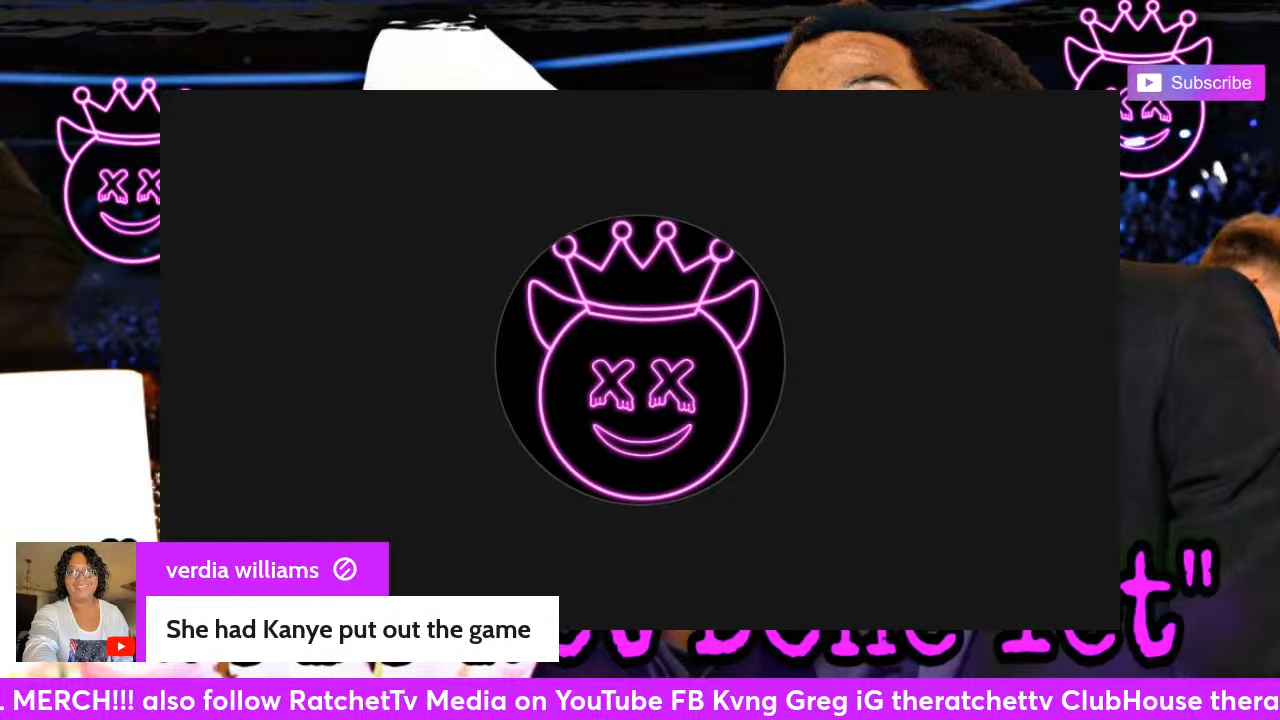 Subscribe
Yet"
verdia williams
She had Kanye put out the game
MERCH!!! also follow RatchetTv Media on YouTube FB Kvng Greg iG theratchettv ClubHouse thera